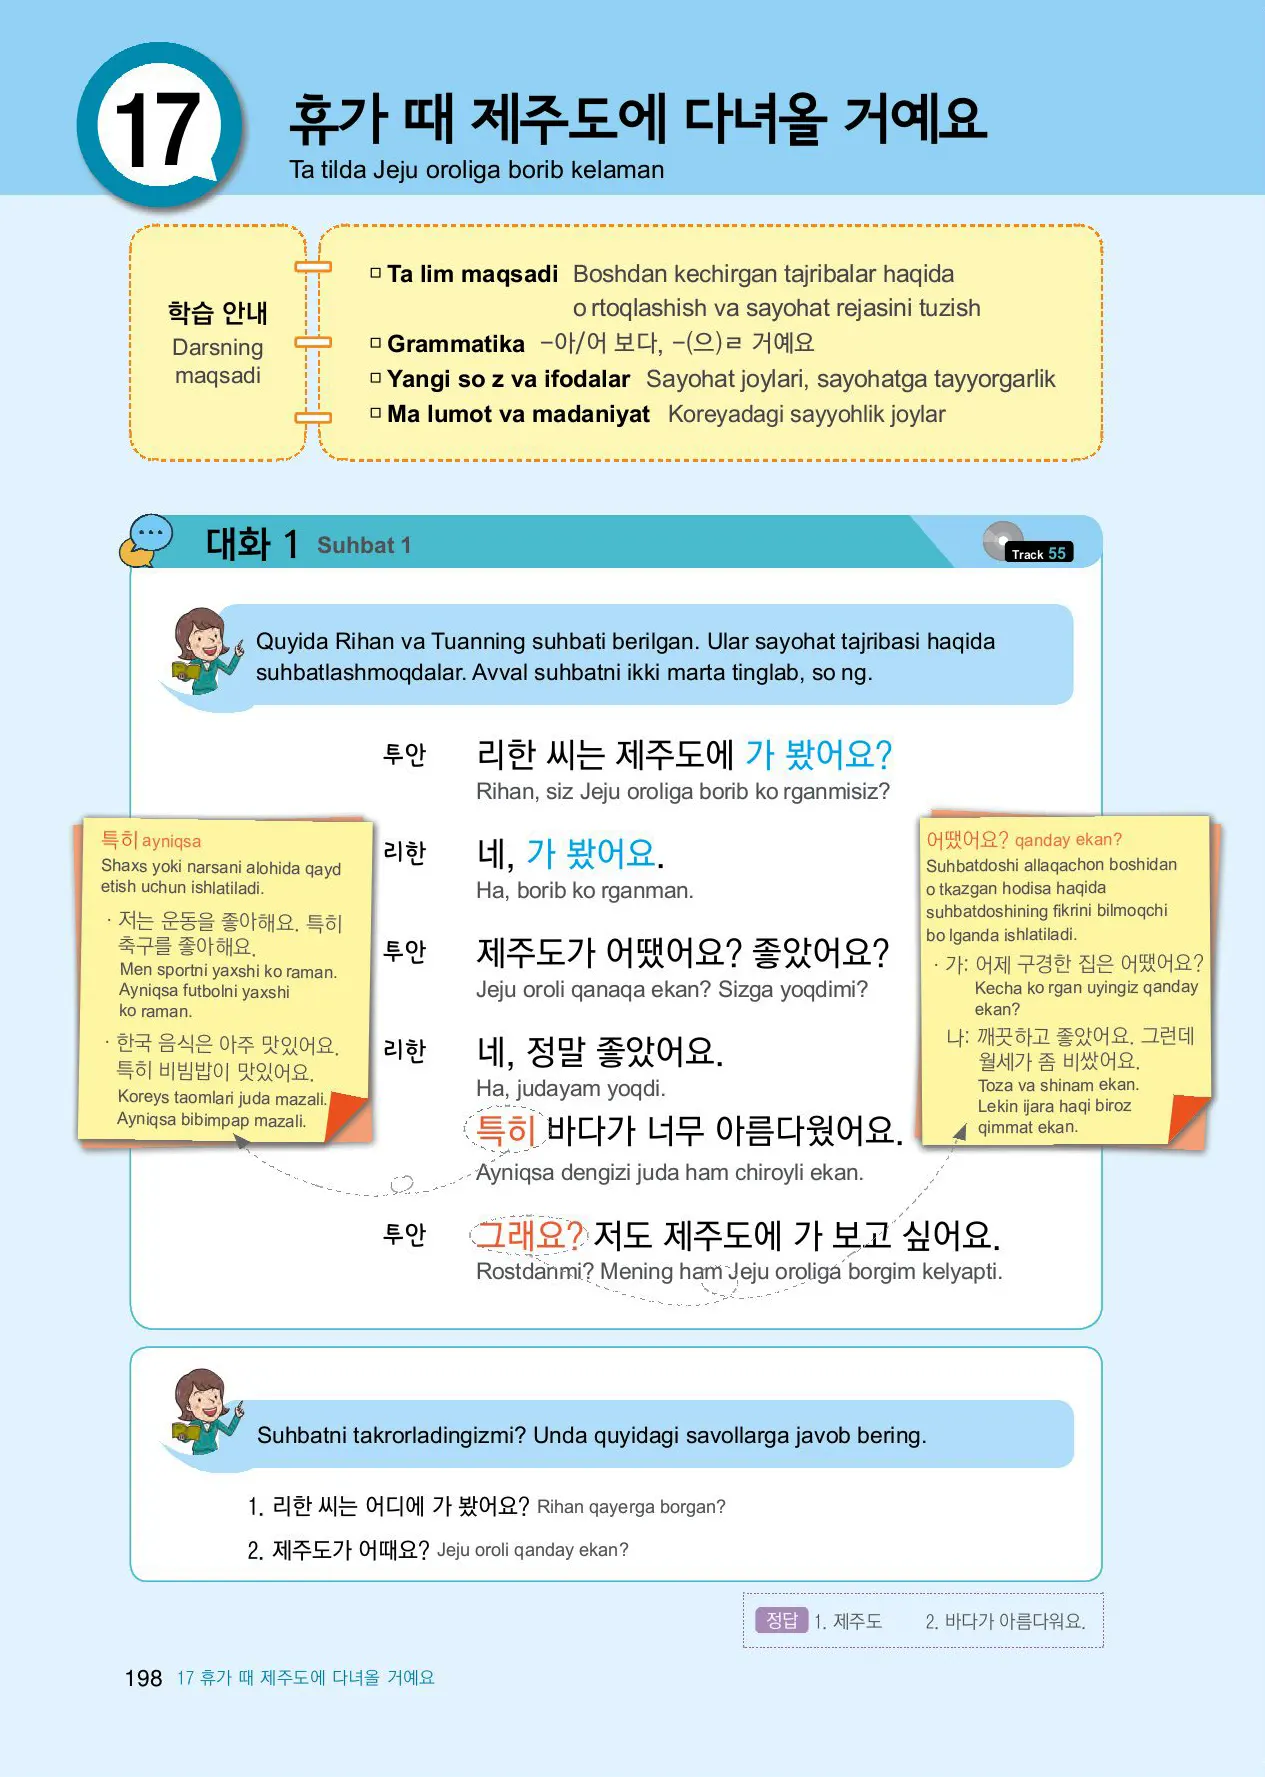 17
휴가 때 제주도에 다녀올 거예요
Ta tilda Jeju oroliga borib kelaman
학습 안내
Darsning
maqsadi
□ Ta lim maqsadi Boshdan kechirgan tajribalar haqida
o rtoqlashish va sayohat rejasini tuzish
□ Grammatika -아/어 보다, -(으)ㄹ 거예요
□ Yangi so z va ifodalar Sayohat joylari, sayohatga tayyorgarlik
□ Ma lumot va madaniyat Koreyadagi sayyohlik joylar
대화 1 Suhbat 1
Track 55
Quyida Rihan va Tuanning suhbati berilgan. Ular sayohat tajribasi haqida
suhbatlashmoqdalar. Avval suhbatni ikki marta tinglab, so ng.
투안 리한 씨는 제주도에 가 봤어요?
Rihan, siz Jeju oroliga borib ko rganmisiz?
리한 네, 가 봤어요.
Ha, borib ko rganman.
투안 제주도가 어땠어요? 좋았어요?
Jeju oroli qanaqa ekan? Sizga yoqdimi?
리한 네, 정말 좋았어요.
Ha, judayam yoqdi.
특히 바다가 너무 아름다웠어요.
Ayniqsa dengizi juda ham chiroyli ekan.
투안 그래요? 저도 제주도에 가 보고 싶어요.
Rostdanmi? Mening ham Jeju oroliga borgim kelyapti.
특히 ayniqsa
Shaxs yoki narsani alohida qayd
etish uchun ishlatiladi.
· 저는 운동을 좋아해요. 특히
축구를 좋아해요.
Men sportni yaxshi ko raman.
Ayniqsa futbolni yaxshi
ko raman.
· 한국 음식은 아주 맛있어요.
특히 비빔밥이 맛있어요.
Koreys taomlari juda mazali.
Ayniqsa bibimpap mazali.
어땠어요? qanday ekan?
Suhbatdoshi allaqachon boshidan
o tkazgan hodisa haqida
suhbatdoshining fikrini bilmoqchi
bo lganda ishlatiladi.
· 가: 어제 구경한 집은 어땠어요?
Kecha ko rgan uyingiz qanday
ekan?
나: 깨끗하고 좋았어요. 그런데
월세가 좀 비쌌어요.
Toza va shinam ekan.
Lekin ijara haqi biroz
qimmat ekan.
Suhbatni takrorladingizmi? Unda quyidagi savollarga javob bering.
1. 리한 씨는 어디에 가 봤어요? Rihan qayerga borgan?
2. 제주도가 어때요? Jeju oroli qanday ekan?
정답 1. 제주도 2. 바다가 아름다워요.
198 17 휴가 때 제주도에 다녀올 거예요